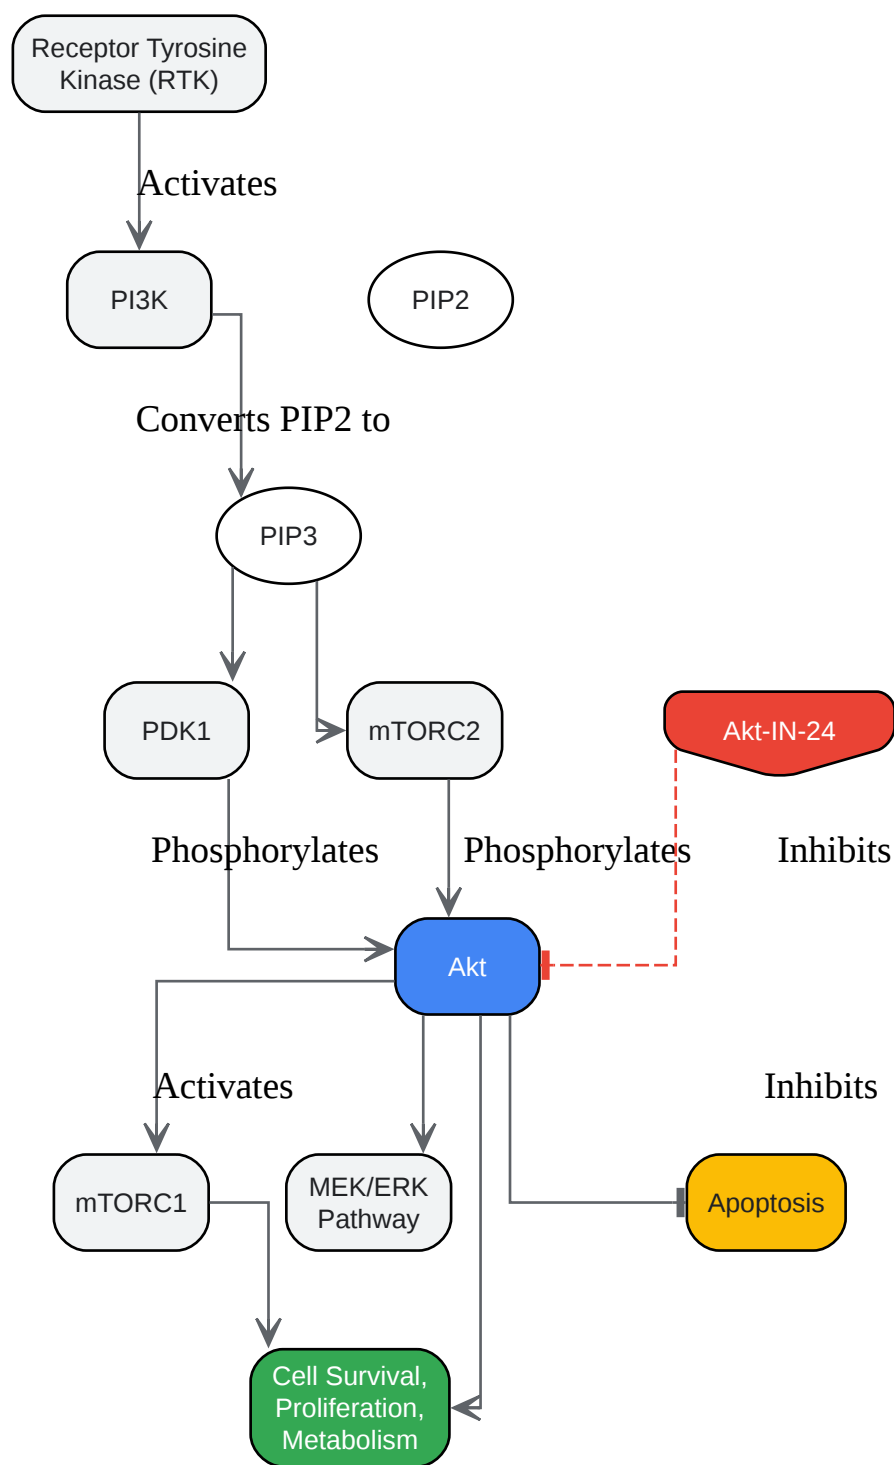 Receptor Tyrosine
Kinase (RTK)
Activates
PI3K
PIP2
Converts PIP2 to
PIP3
PDK1
mTORC2
Akt-IN-24
Phosphorylates
Phosphorylates
Inhibits
Akt
Activates
Inhibits
mTORC1
MEK/ERK
Pathway
Apoptosis
Cell Survival,
Proliferation,
Metabolism